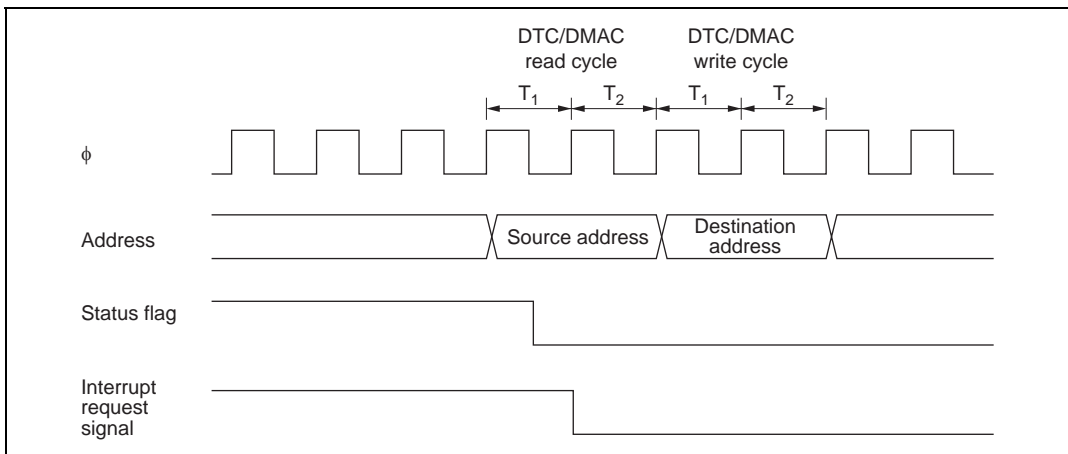 DTC/DMAC
read cycle
DTC/DMAC
write cycle
T1
T2
T1
T2
ϕ
Address
Source address
Destination
address
Status flag
Interrupt
request
signal